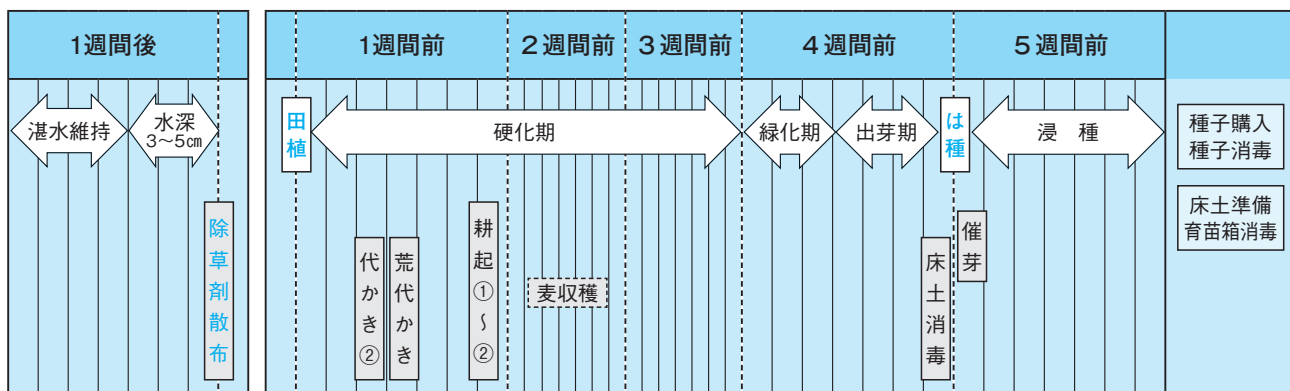 1週間後
1週間前
2週間前
3週間前
4週間前
5週間前
湛水維持
水深
3〜5㎝
田植
硬化期
緑化期
出芽期
は種
浸 種
種子購入
種子消毒
床土準備
育苗箱消毒
除草剤散布
代かき②
荒代かき
耕起①〜②
麦収穫
床土消毒
催芽